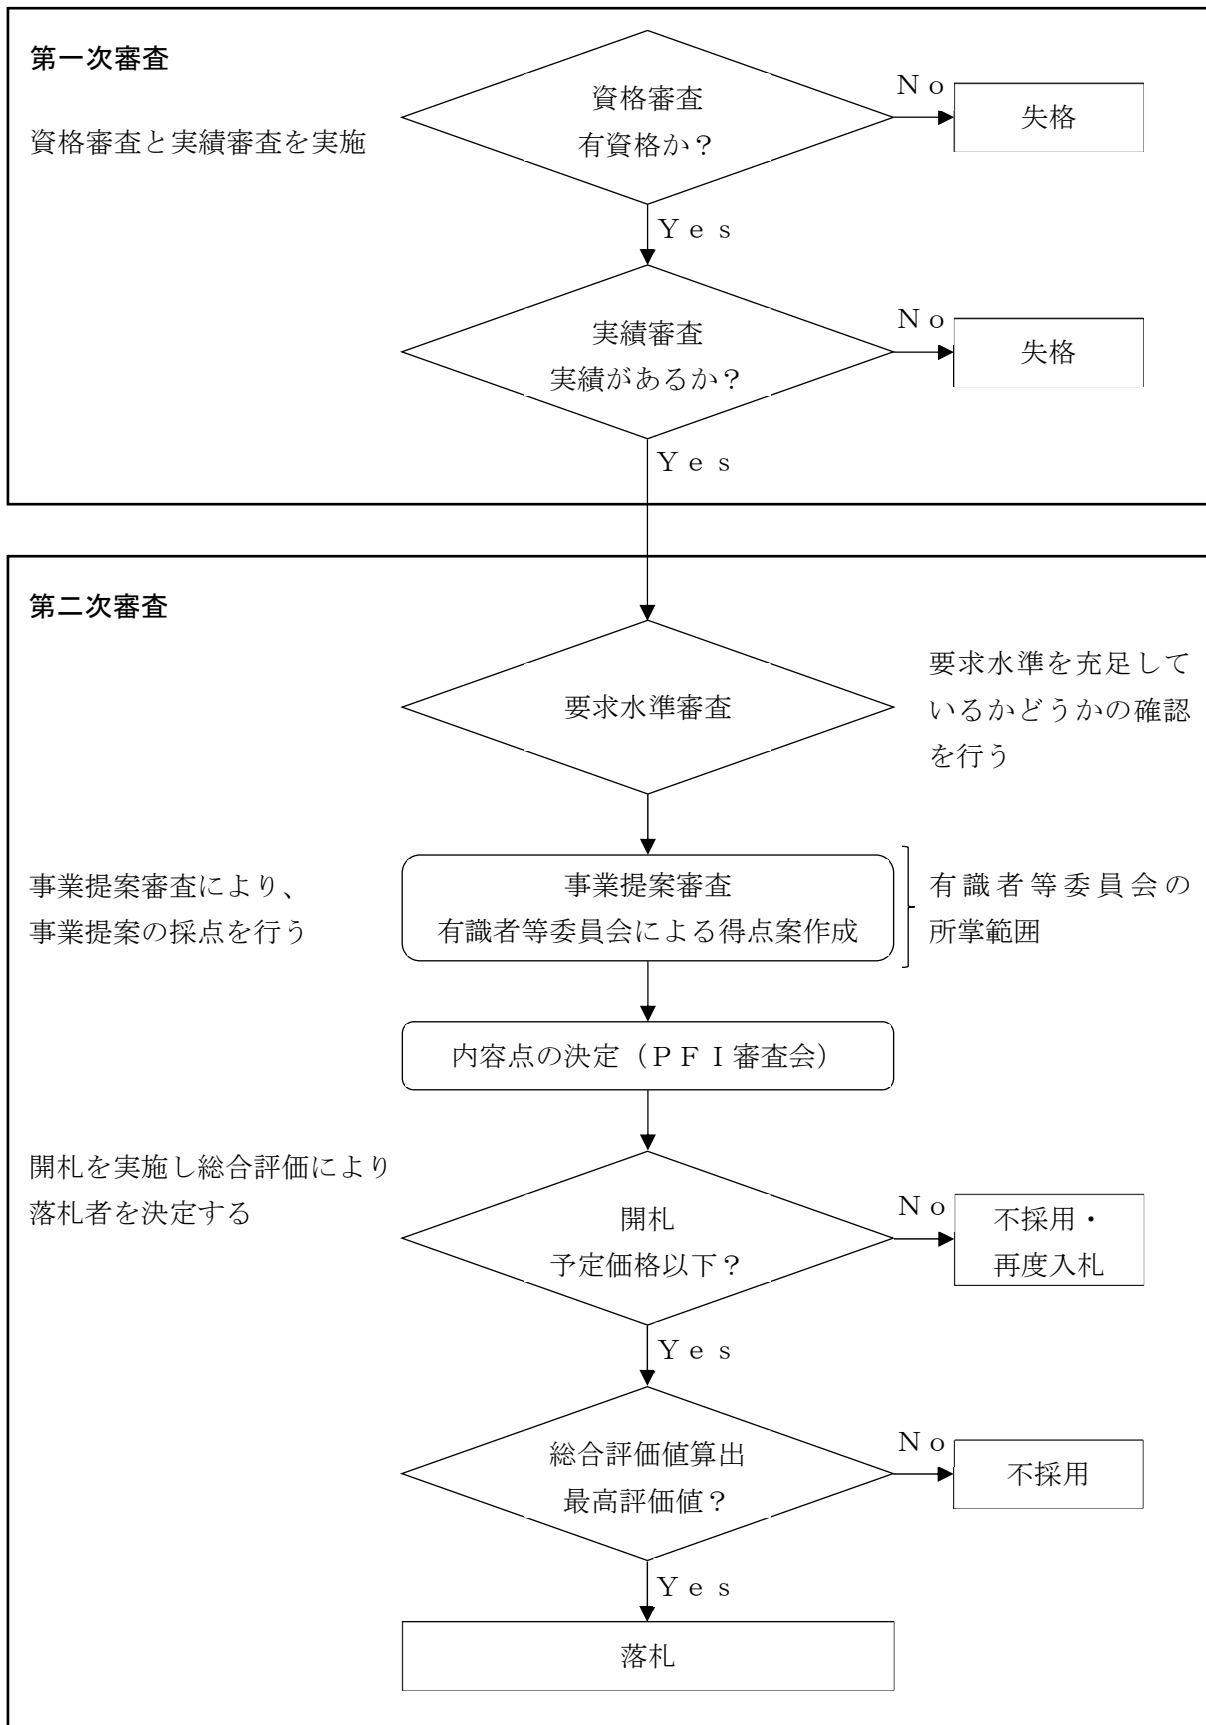 第一次審査
資格審査と実績審査を実施
資格審査
有資格か？
Ｎｏ
失格
Ｙｅｓ
実績審査
実績があるか？
Ｎｏ
失格
Ｙｅｓ
第二次審査
要求水準審査
要求水準を充足して
いるかどうかの確認
を行う
事業提案審査により、
事業提案の採点を行う
事業提案審査
有識者等委員会による得点案作成
有識者等委員会の
所掌範囲
内容点の決定（ＰＦＩ審査会）
開札を実施し総合評価により
落札者を決定する
開札
予定価格以下？
Ｎｏ
不採用・
再度入札
Ｙｅｓ
総合評価値算出
最高評価値？
Ｎｏ
不採用
Ｙｅｓ
落札